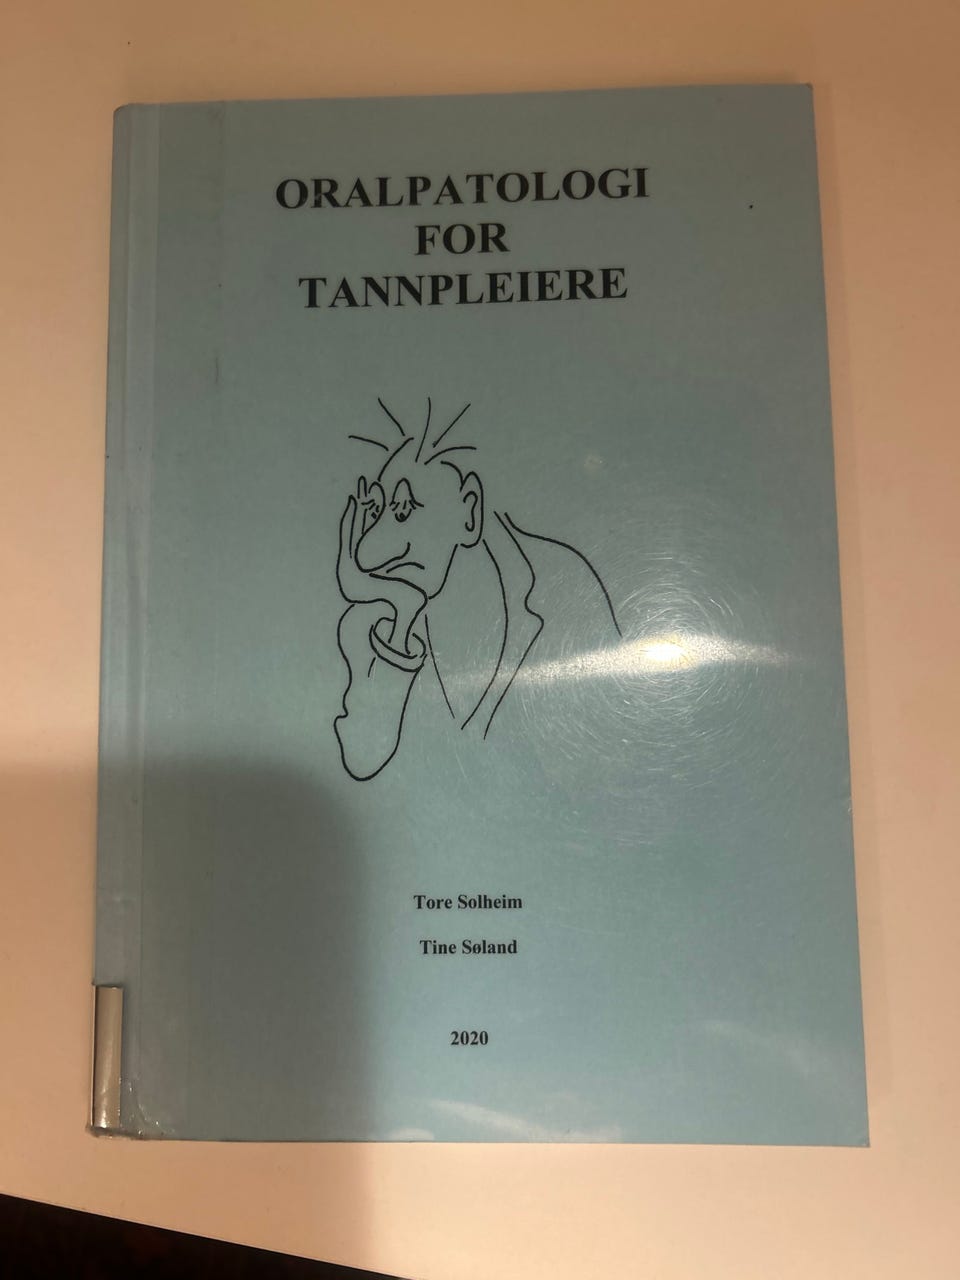 ORALPATOLOGI
FOR
TANNPLEIERE
Tore Solheim
Tine Søland
2020